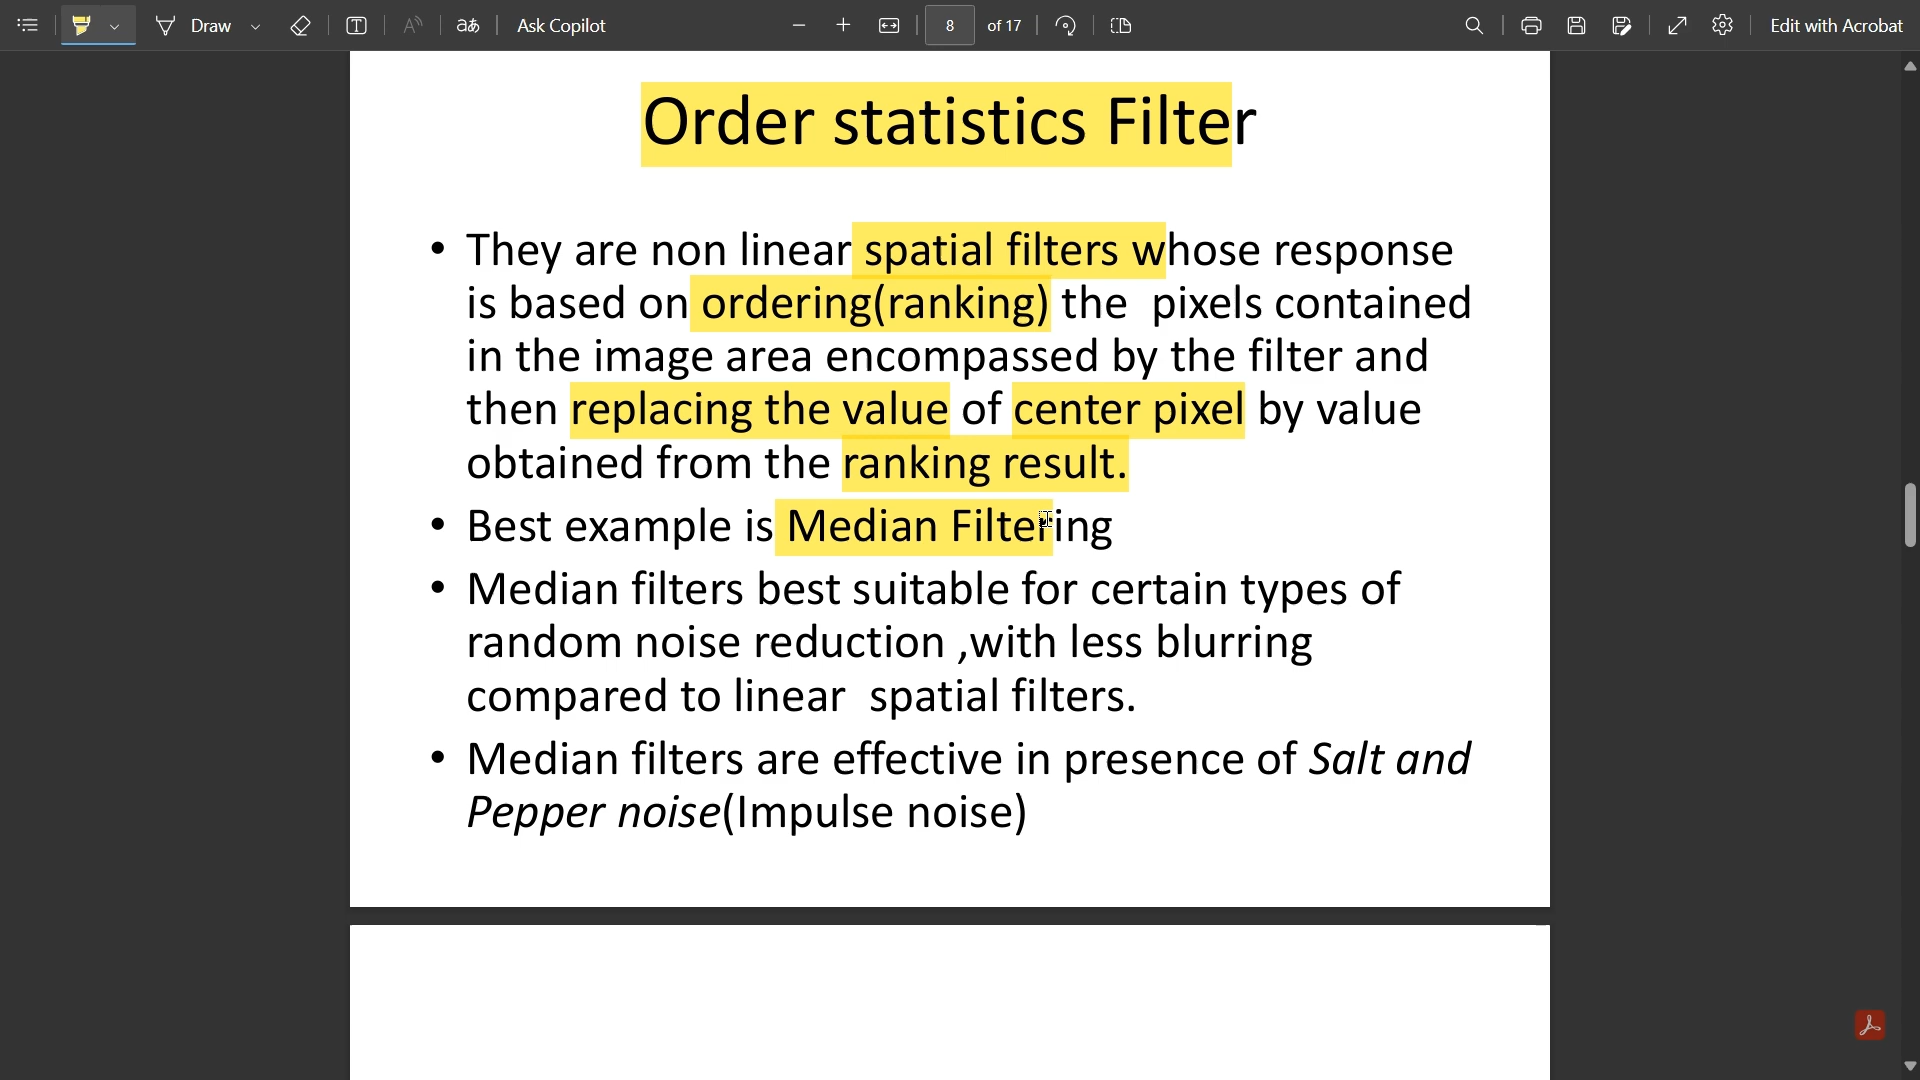 Draw
aあ
Ask Copilot
8 of 17
Edit with Acrobat
Order statistics Filter
• They are non linear spatial filters whose response
is based on ordering(ranking) the pixels contained
in the image area encompassed by the filter and
then replacing the value of center pixel by value
obtained from the ranking result.
• Best example is Median Filtering
• Median filters best suitable for certain types of
random noise reduction ,with less blurring
compared to linear spatial filters.
• Median filters are effective in presence of Salt and
Pepper noise(Impulse noise)